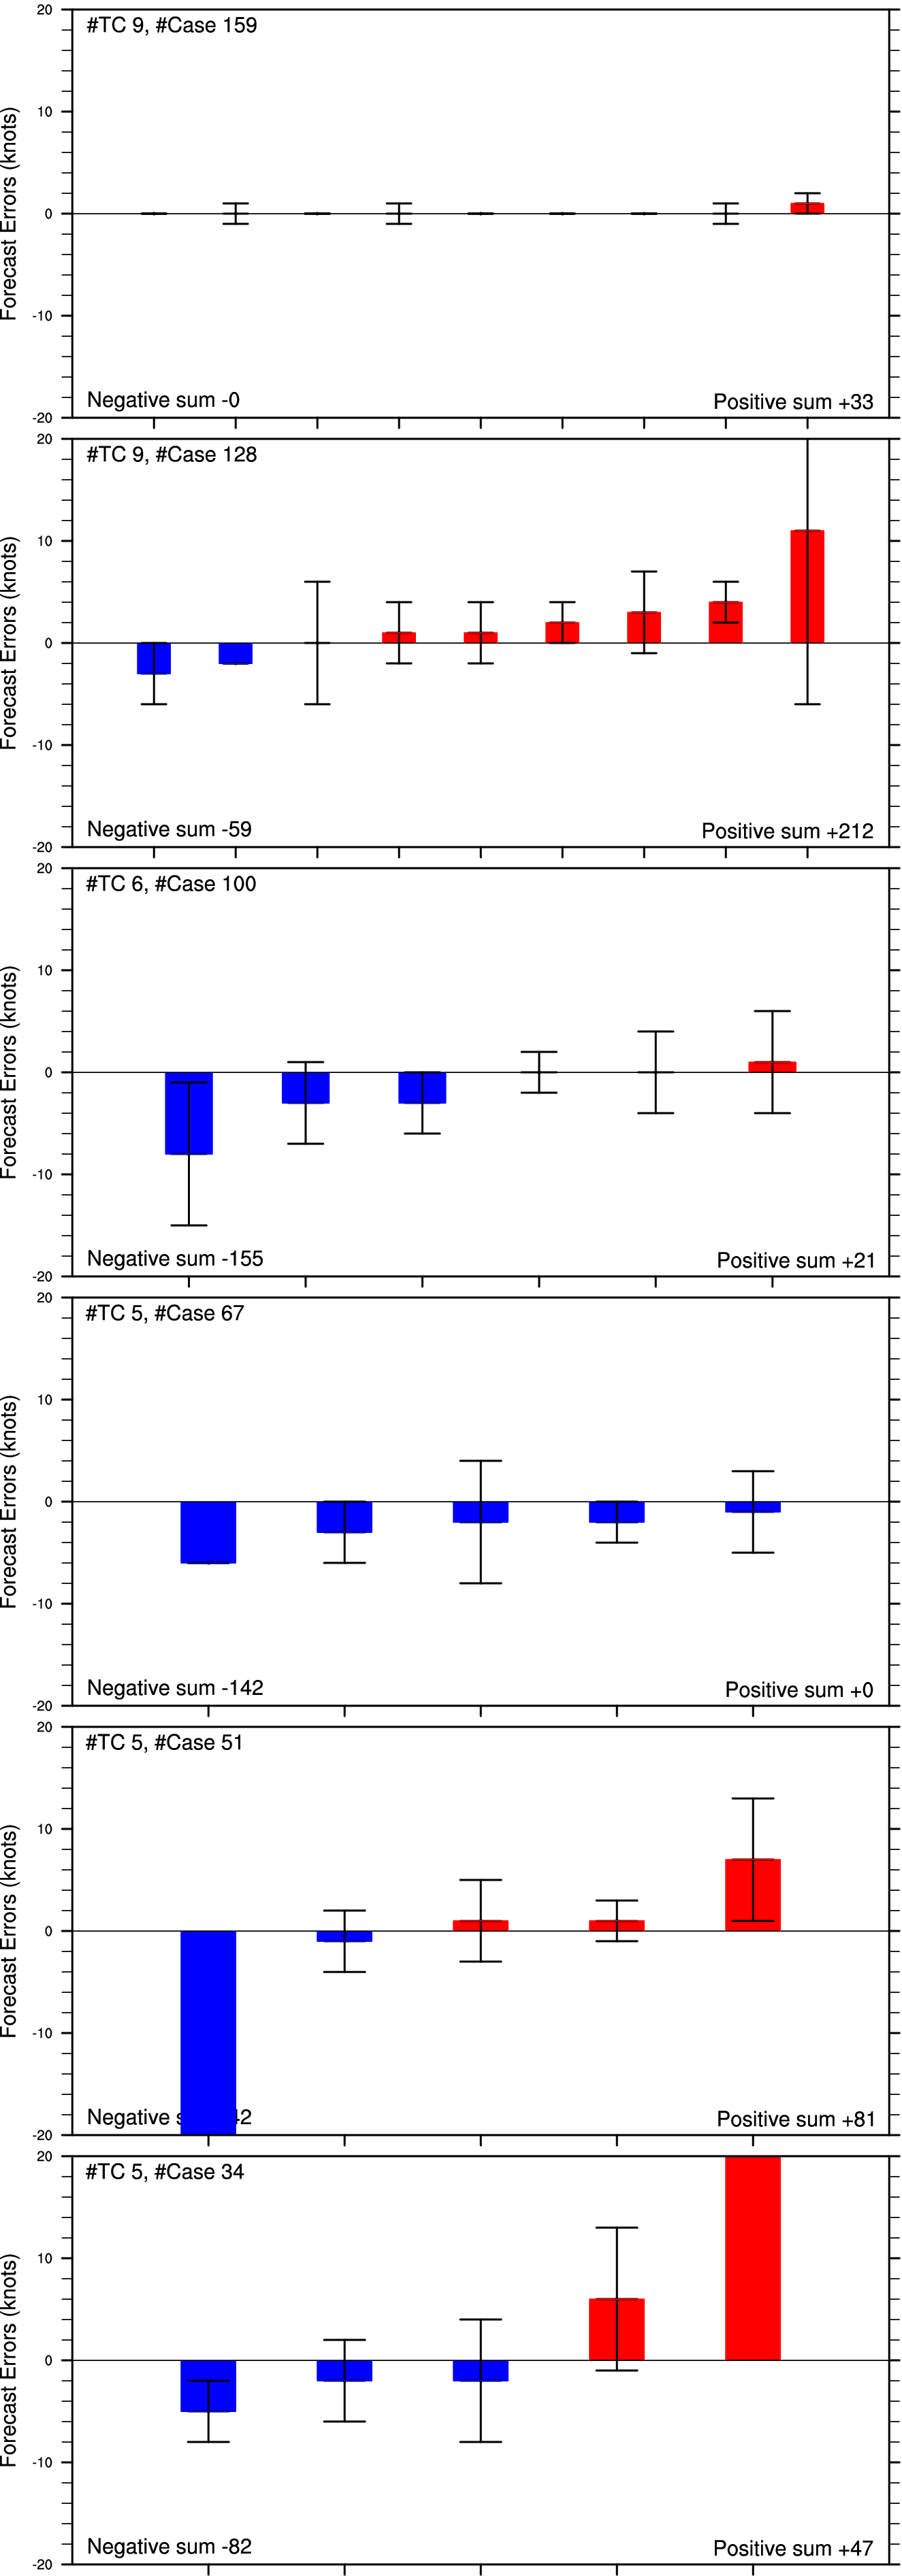 20
#TC 9, #Case 159
10
Forecast Errors (knots)
0
-10
Negative sum -0
Positive sum +33
-20
20
#TC 9, #Case 128
10
Forecast Errors (knots)
0
-10
Negative sum -59
Positive sum +212
-20
20
#TC 6, #Case 100
10
Forecast Errors (knots)
0
-10
Negative sum -155
Positive sum +21
-20
20
#TC 5, #Case 67
10
Forecast Errors (knots)
0
-10
Negative sum -142
Positive sum +0
-20
20
#TC 5, #Case 51
10
Forecast Errors (knots)
0
-10
Negative
Positive sum +81
-20
20
#TC 5, #Case 34
10
Forecast Errors (knots)
0
-10
Negative sum -82
Positive sum +47
-20